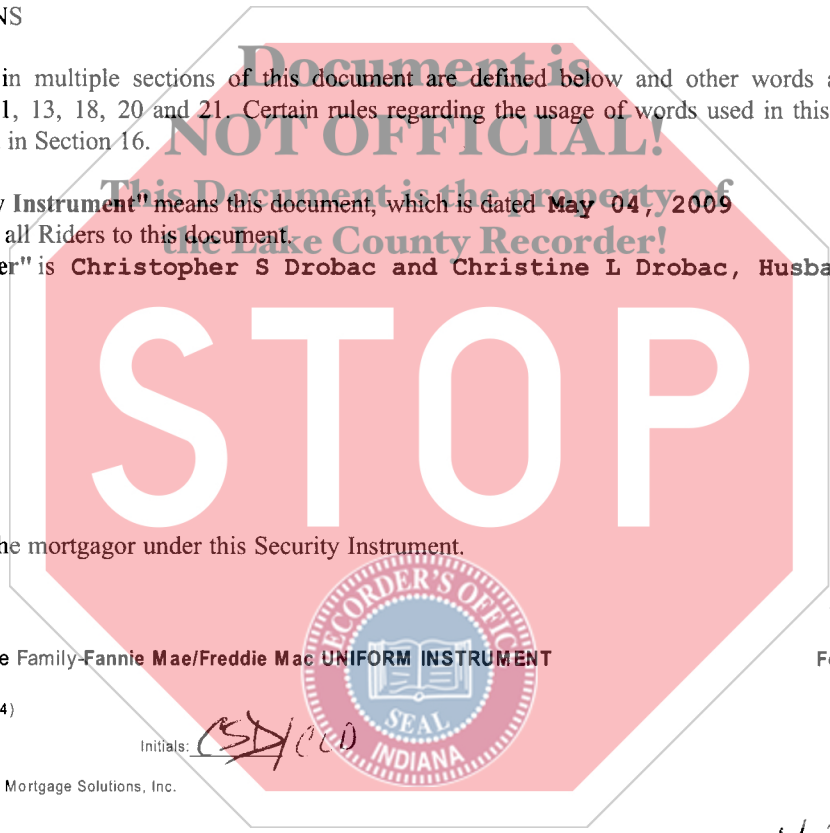 NS
Document is
in multiple sections of this document are defined below and other words a
1, 13, 18, 20 and 21. Certain rules regarding the usage of words used in this
NOT OFFICIAL!
in Section 16.
This Document is the property of
y Instrument" means this document, which is dated May 04, 2009
all Riders to this document.
the Lake County Recorder!
er" is Christopher S Drobac and Christine L Drobac, Husba
STOP
he mortgagor under this Security Instrument.
RECORDER'S OFFICE
e Family-Fannie Mae/Freddie Mac UNIFORM INSTRUMENT
4)
SEAL
Initials: CSD/CLD
INDIANA
Mortgage Solutions, Inc.